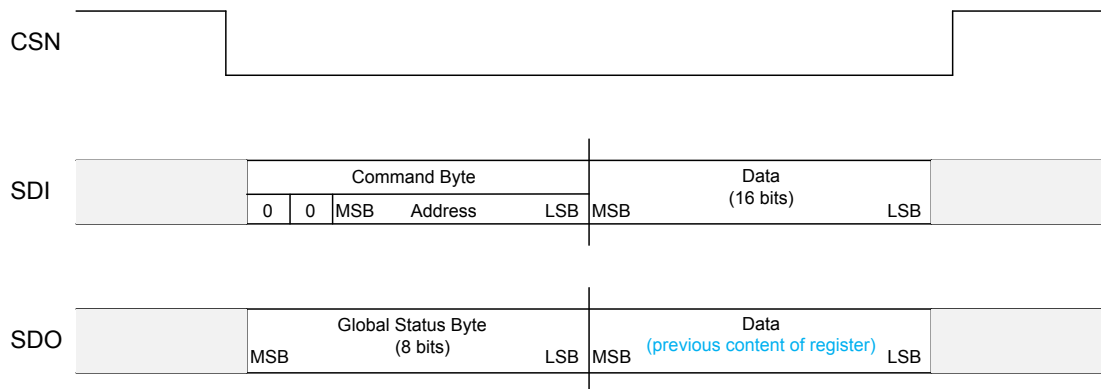 CSN
SDI
Command Byte
0 0 MSB Address LSB
Data
(16 bits)
MSB LSB
SDO
Global Status Byte
(8 bits)
MSB LSB
Data
(previous content of register)
MSB LSB